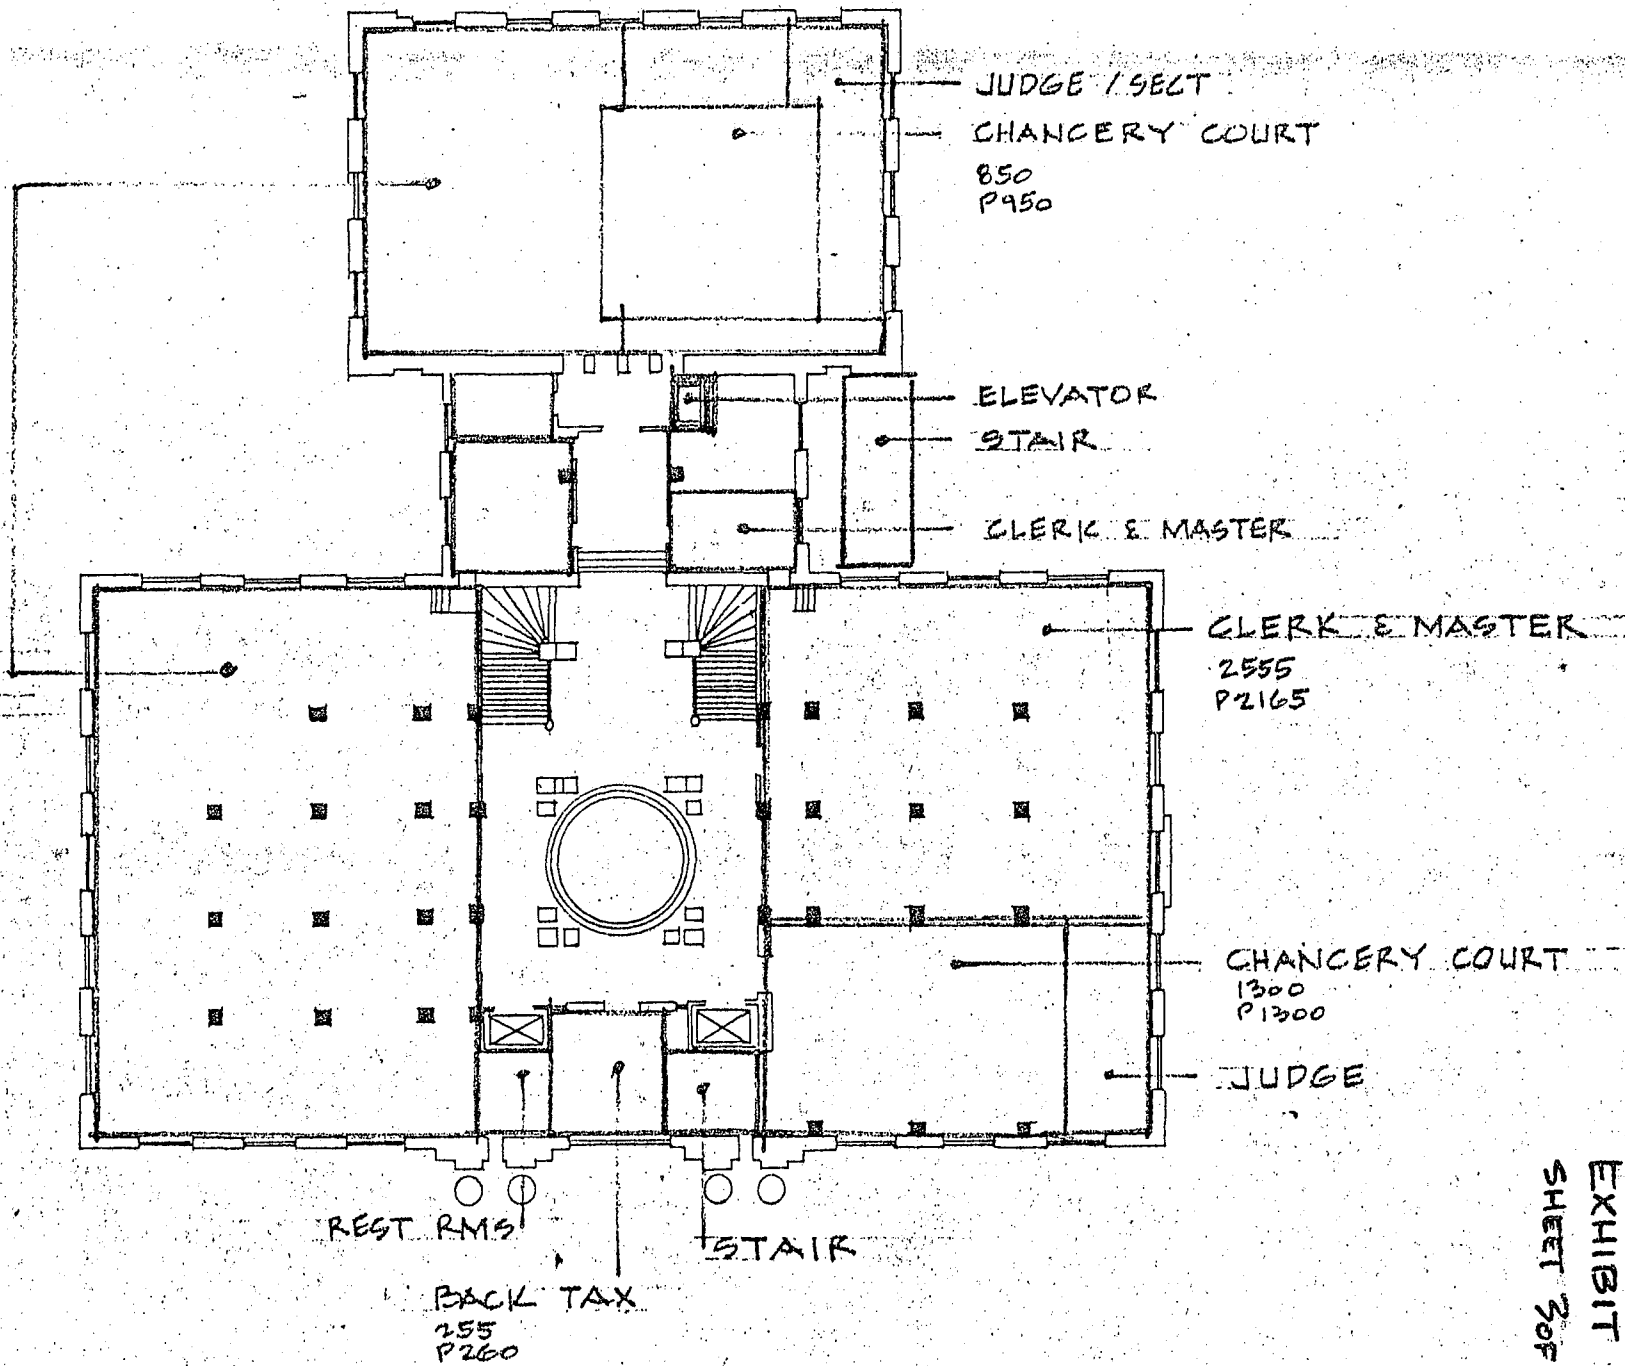 JUDGE / SECT
CHANCERY COURT
850
P950
ELEVATOR
STAIR
CLERK & MASTER
CLERK & MASTER
2555
P2165
CHANCERY COURT
1300
P1300
JUDGE
REST RMS
STAIR
BACK TAX
255
P260
EXHIBIT
SHEET 3 OF